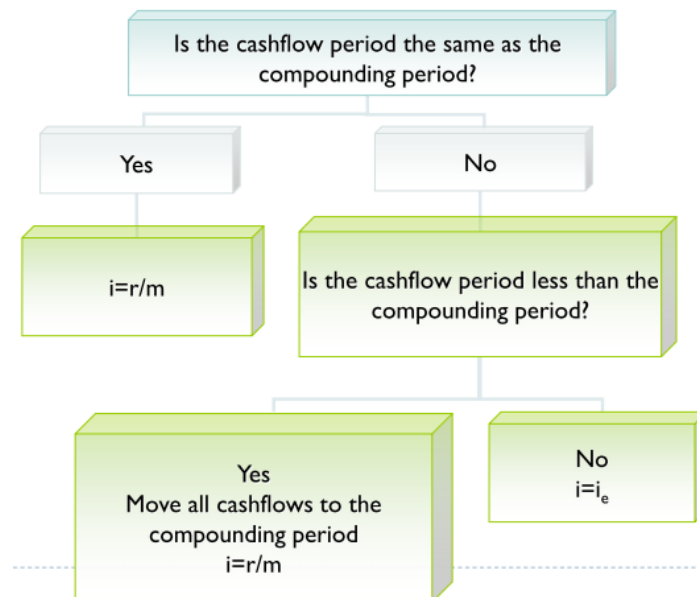 Is the cashflow period the same as the
compounding period?
Yes
No
i=r/m
Is the cashflow period less than the
compounding period?
Yes
Move all cashflows to the
compounding period
i=r/m
No
i=iₑ